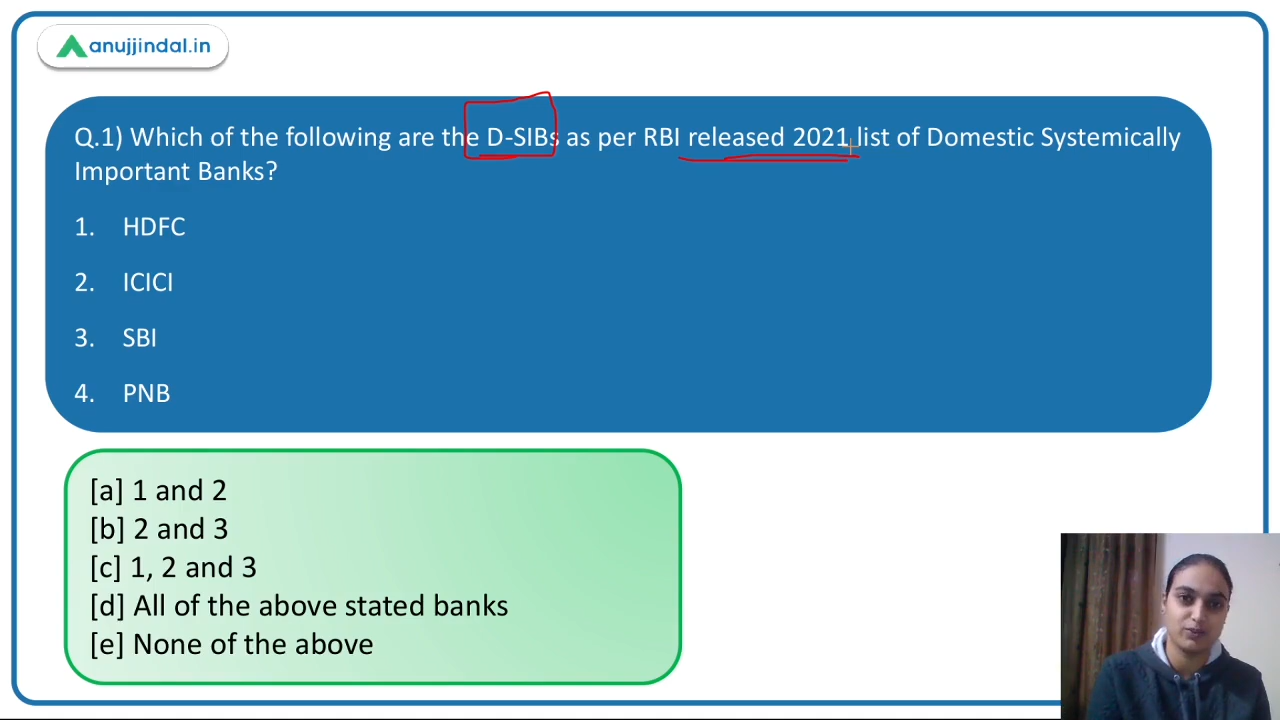 anujjindal.in
Q.1) Which of the following are the D-SIBs as per RBI released 2021 list of Domestic Systemically
Important Banks?
1. HDFC
2. ICICI
3. SBI
4. PNB
[a] 1 and 2
[b] 2 and 3
[c] 1, 2 and 3
[d] All of the above stated banks
[e] None of the above